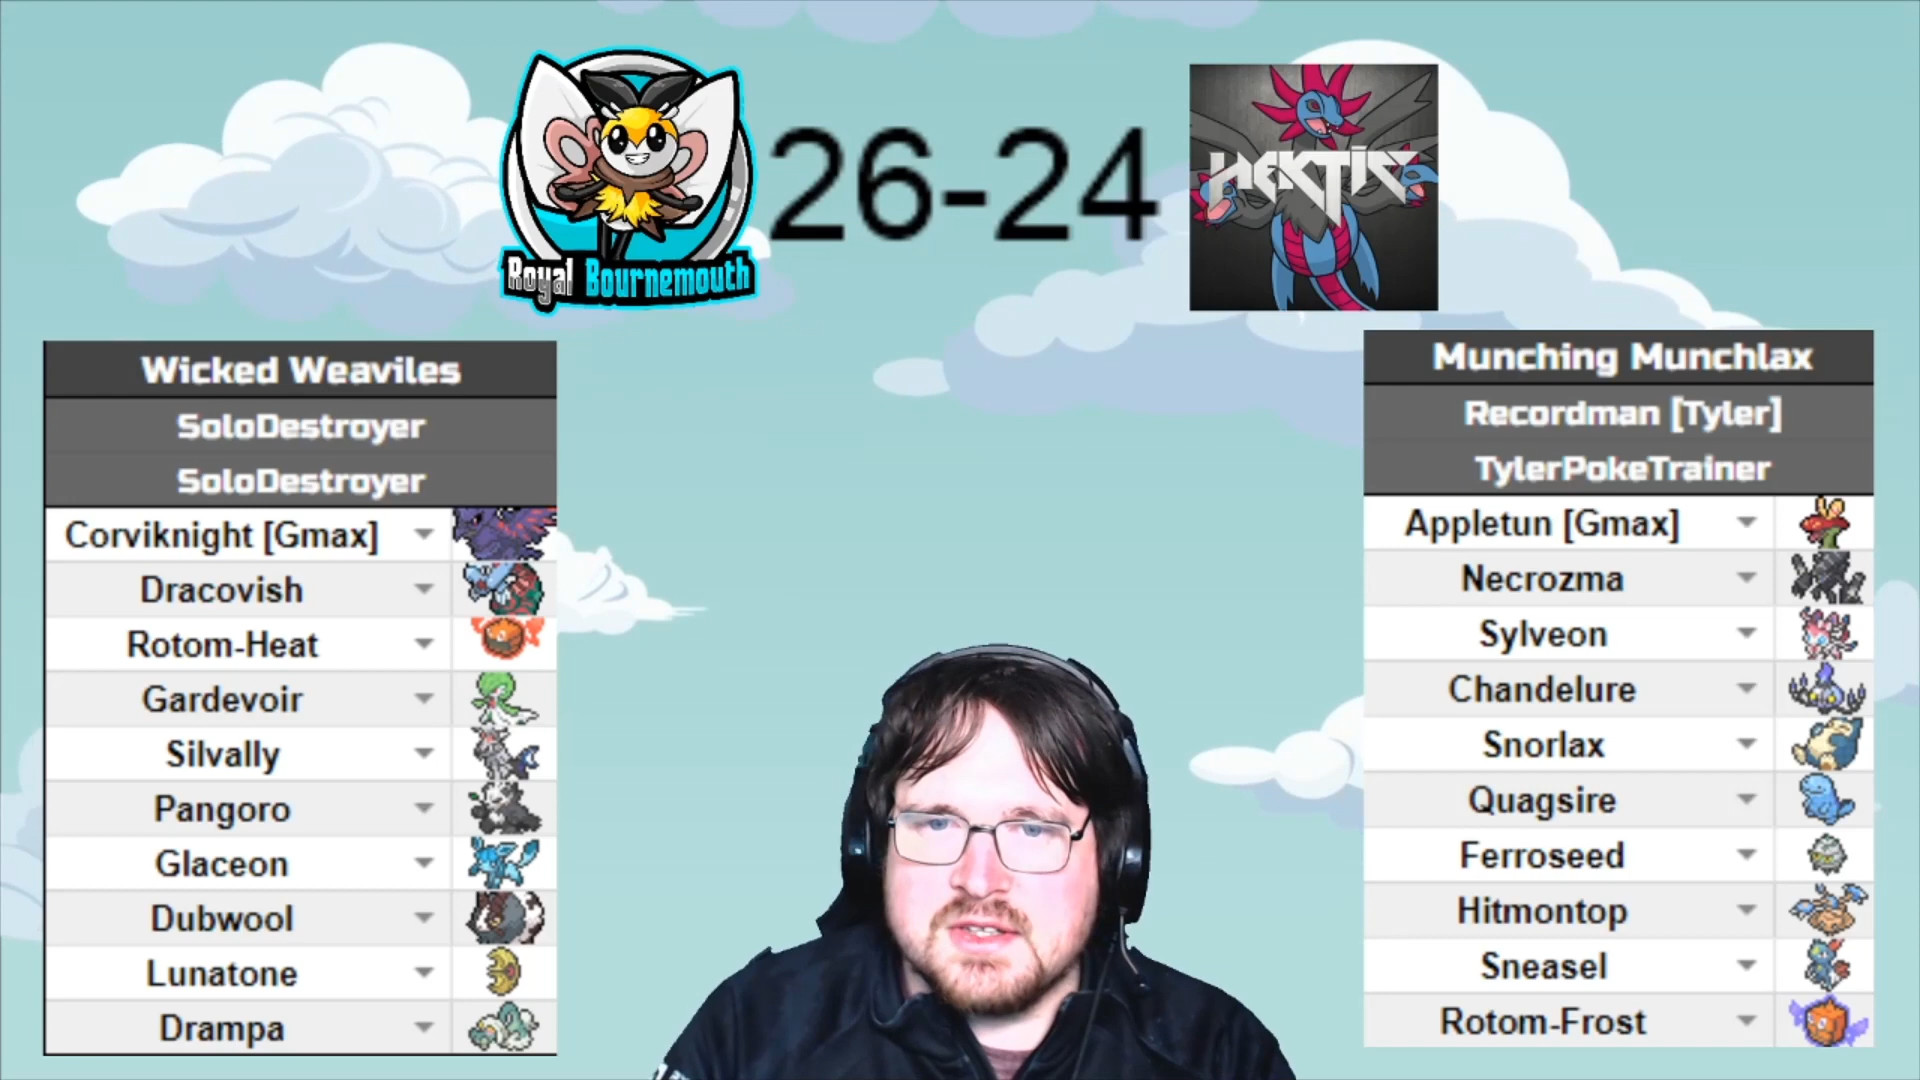 Royal Bournemouth
26-24
HEKTIC
Wicked Weaviles
SoloDestroyer
SoloDestroyer
Corviknight [Gmax]
Dracovish
Rotom-Heat
Gardevoir
Silvally
Pangoro
Glaceon
Dubwool
Lunatone
Drampa
Munching Munchlax
Recordman [Tyler]
TylerPokeTrainer
Appletun [Gmax]
Necrozma
Sylveon
Chandelure
Snorlax
Quagsire
Ferroseed
Hitmontop
Sneasel
Rotom-Frost